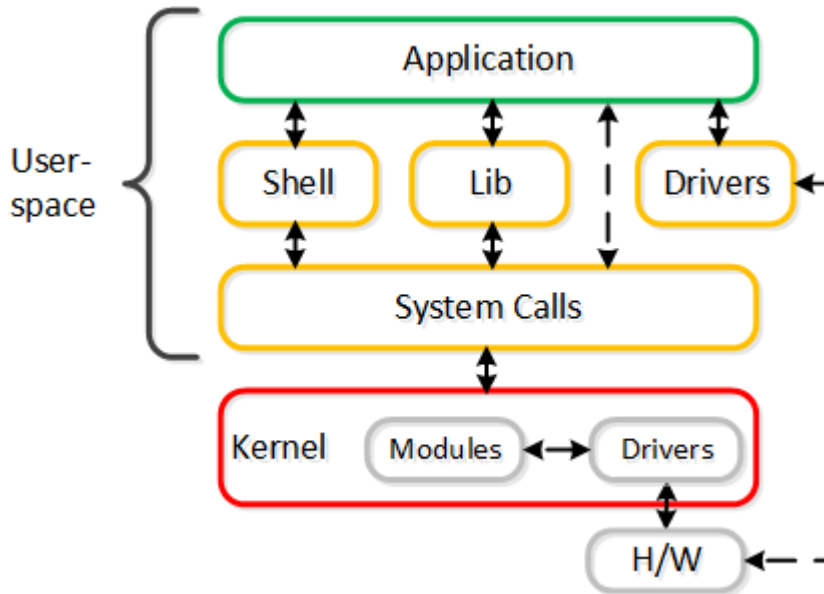 Application
User-
space
Shell
Lib
Drivers
System Calls
Kernel
Modules
Drivers
H/W